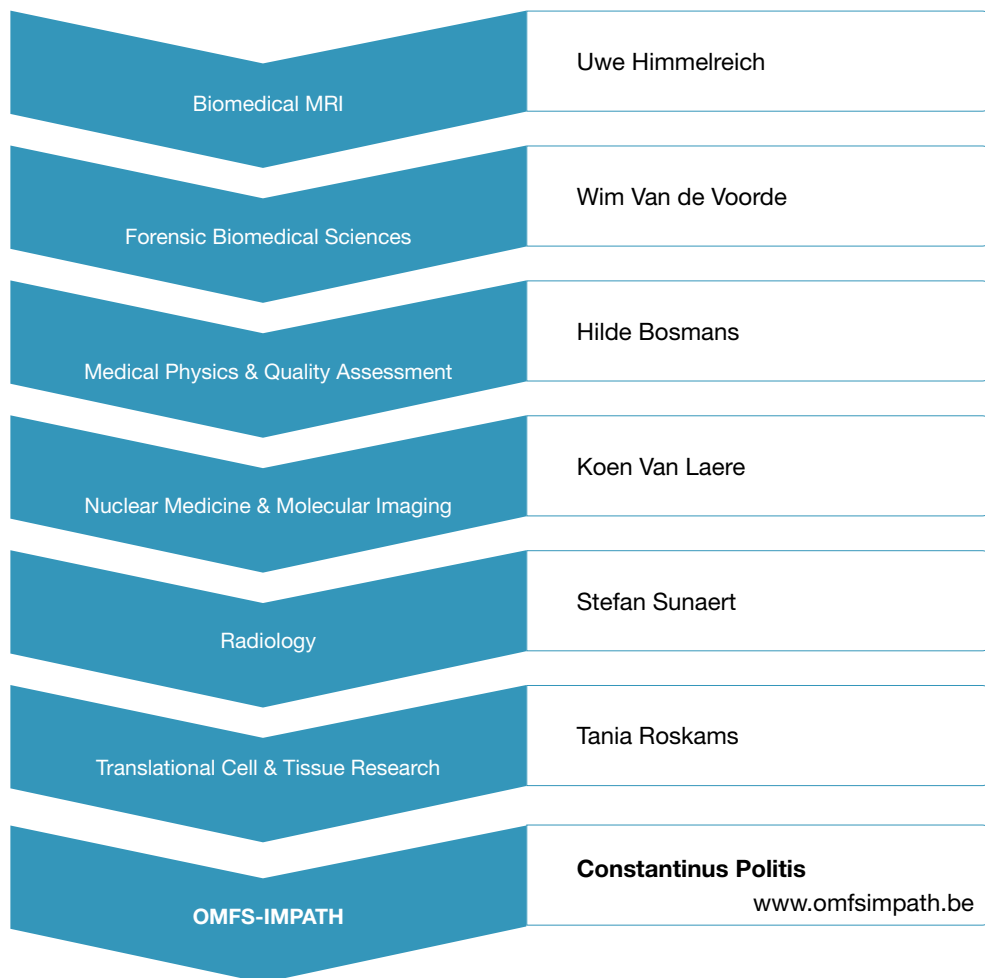 Biomedical MRI
Uwe Himmelreich
Forensic Biomedical Sciences
Wim Van de Voorde
Medical Physics & Quality Assessment
Hilde Bosmans
Nuclear Medicine & Molecular Imaging
Koen Van Laere
Radiology
Stefan Sunaert
Translational Cell & Tissue Research
Tania Roskams
OMFS-IMPATH
Constantinus Politis
www.omfsimpath.be